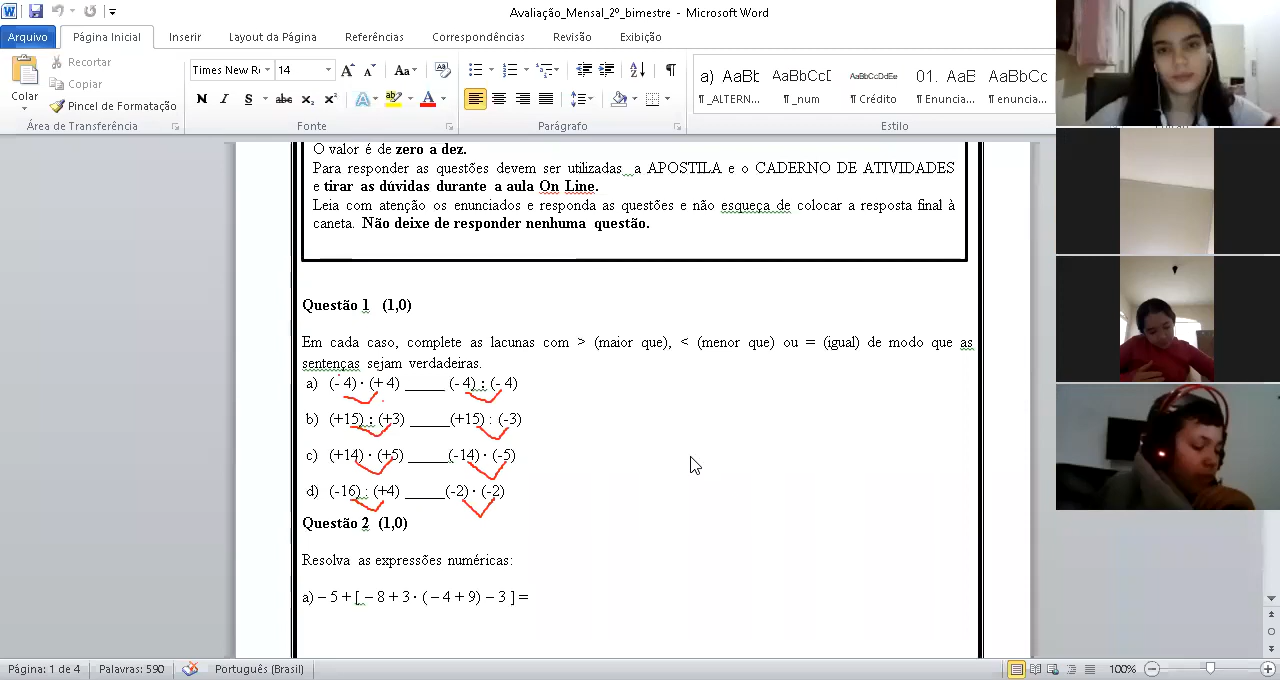 Avaliação_Mensal_2º_bimestre - Microsoft Word
Arquivo Página Inicial Inserir Layout da Página Referências Correspondências Revisão Exibição
Colar
Recortar
Copiar
Pincel de Formatação
Área de Transferência
Times New R 14
N I S abc x₂ x²
Fonte
Parágrafo
a) AaBb AaBbCcD AaBbCcDdEe 01. AaE AaBbCc
¶ _ALTERN... ¶ _num ¶ Crédito ¶ Enuncia... ¶ enuncia...
Estilo
O valor é de zero a dez.
Para responder as questões devem ser utilizadas a APOSTILA e o CADERNO DE ATIVIDADES
e tirar as dúvidas durante a aula On Line.
Leia com atenção os enunciados e responda as questões e não esqueça de colocar a resposta final à
caneta. Não deixe de responder nenhuma questão.
Questão 1 (1,0)
Em cada caso, complete as lacunas com > (maior que), < (menor que) ou = (igual) de modo que as
sentenças sejam verdadeiras.
a) (- 4) · (+ 4) _____ (- 4) : (- 4)
b) (+15) : (+3) _____(+15) : (-3)
c) (+14) · (+5) _____(-14) · (-5)
d) (-16) : (+4) _____(-2) · (-2)
Questão 2 (1,0)
Resolva as expressões numéricas:
a) – 5 + [ – 8 + 3 · ( – 4 + 9) – 3 ] =
Página: 1 de 4 Palavras: 590 Português (Brasil) 100%